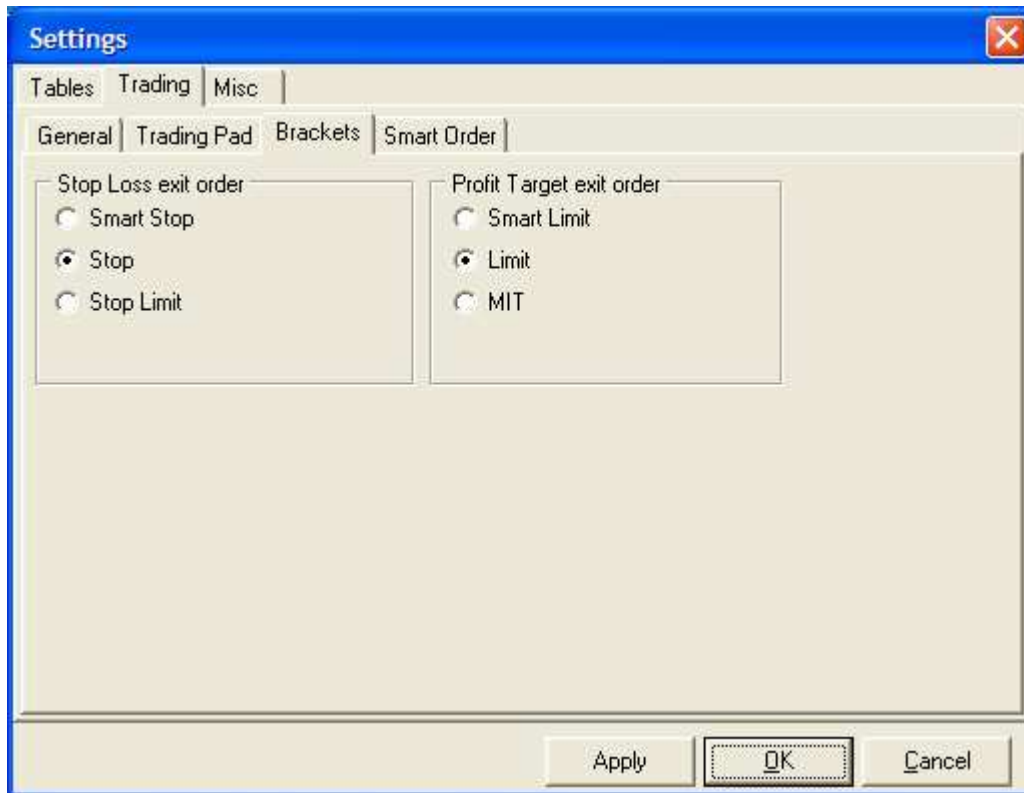 Settings
Tables Trading Misc
General Trading Pad Brackets Smart Order
Stop Loss exit order
Smart Stop
Stop
Stop Limit
Profit Target exit order
Smart Limit
Limit
MIT
Apply OK Cancel